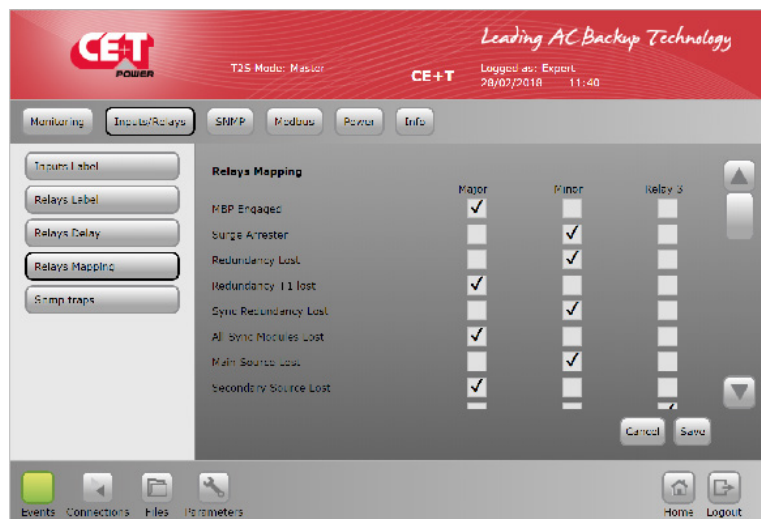 CE+T
POWER
Leading AC Backup Technology
T2S Mode: Master
CE+T
Logged as: Expert
28/02/2018 11:40
Monitoring Inputs/Relays SNMP Modbus Power Info
Inputs Label
Relays Label
Relays Delay
Relays Mapping
Snmp traps
Relays Mapping
Major Minor Relay 3
MBP Engaged
Surge Arrester
Redundancy Lost
Redundancy T1 lost
Sync Redundancy Lost
All Sync Modules Lost
Main Source Lost
Secondary Source Lost
Cancel Save
Events Connections Files Parameters Home Logout